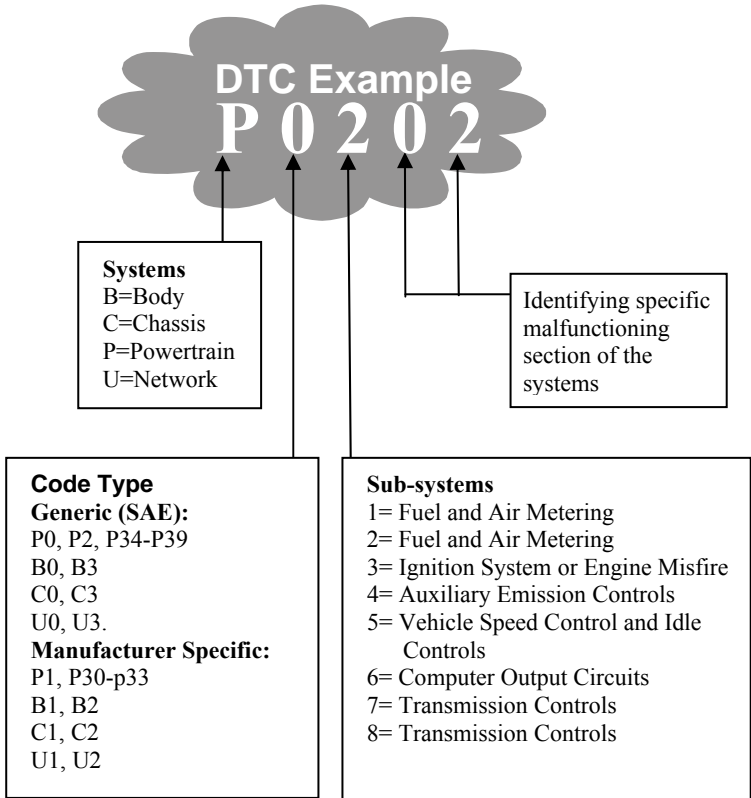 DTC Example
P 0 2 0 2
Systems
B=Body
C=Chassis
P=Powertrain
U=Network
Identifying specific
malfunctioning
section of the
systems
Code Type
Generic (SAE):
P0, P2, P34-P39
B0, B3
C0, C3
U0, U3.
Manufacturer Specific:
P1, P30-p33
B1, B2
C1, C2
U1, U2
Sub-systems
1= Fuel and Air Metering
2= Fuel and Air Metering
3= Ignition System or Engine Misfire
4= Auxiliary Emission Controls
5= Vehicle Speed Control and Idle
Controls
6= Computer Output Circuits
7= Transmission Controls
8= Transmission Controls